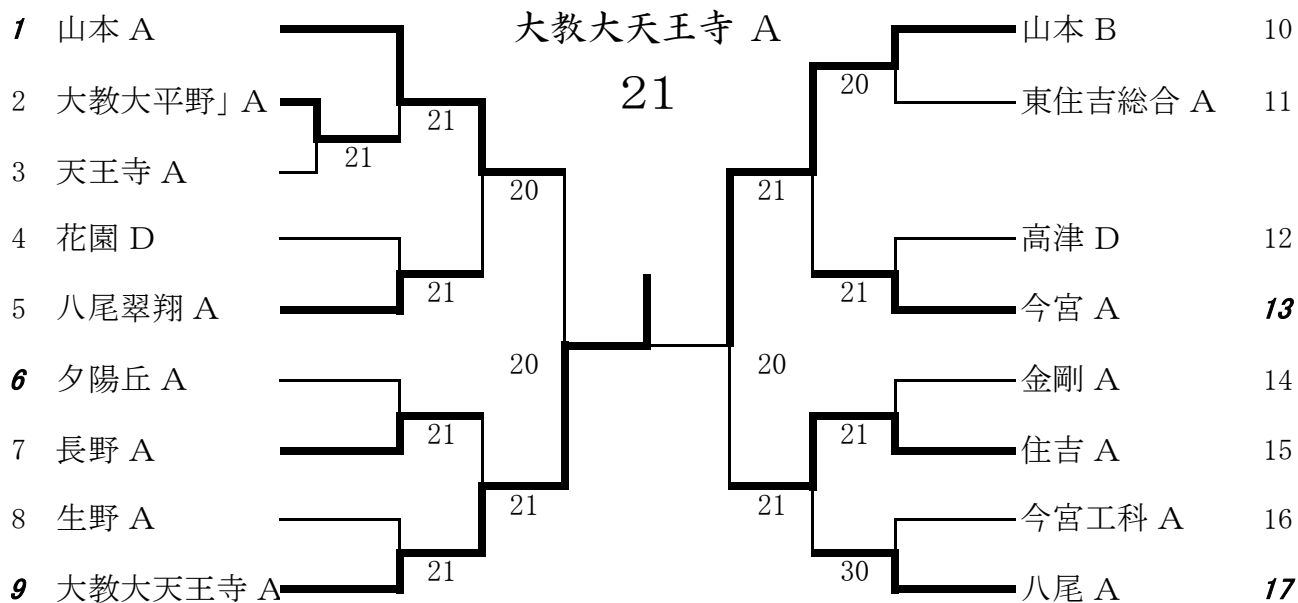 大教大天王寺 A
21
1 山本 A
2 大教大平野」 A
3 天王寺 A
4 花園 D
5 八尾翠翔 A
6 夕陽丘 A
7 長野 A
8 生野 A
9 大教大天王寺 A
21
21
20
21
20
21
21
21
山本 B 10
東住吉総合 A 11
高津 D 12
今宮 A 13
金剛 A 14
住吉 A 15
今宮工科 A 16
八尾 A 17
20
21
21
20
21
21
30